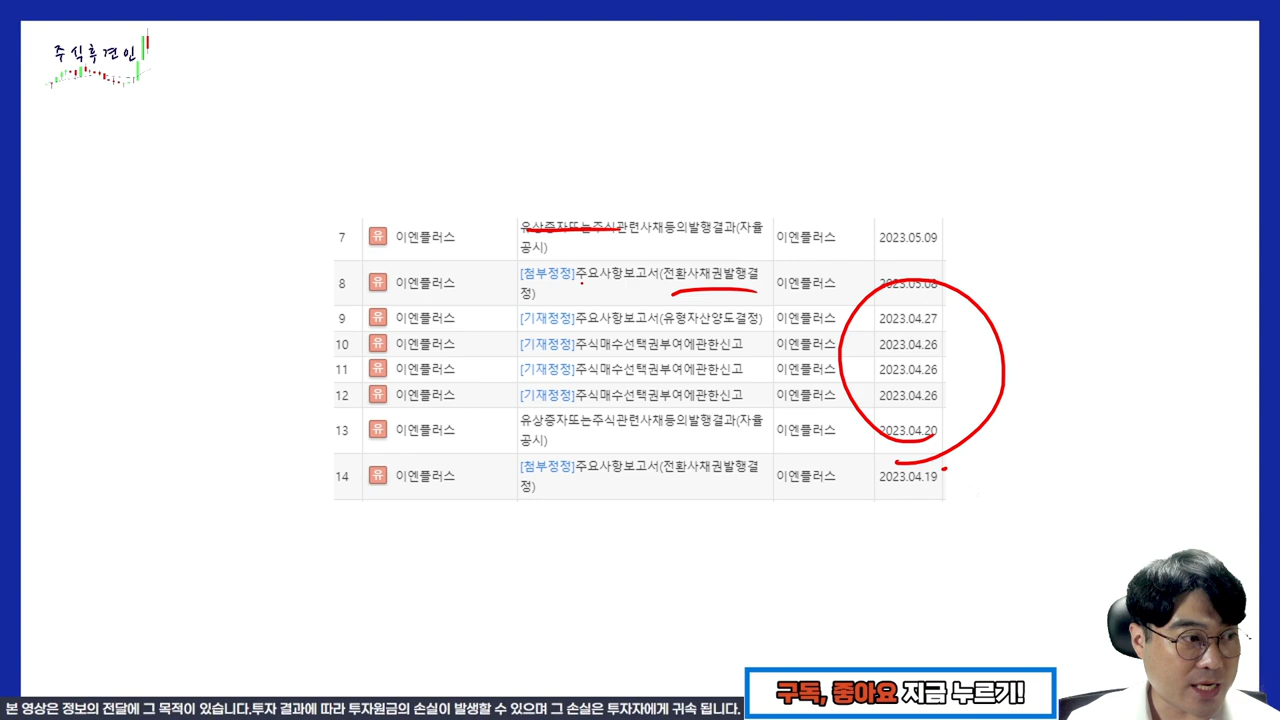 주식후견인
7 유 이엔플러스 유상증자또는주식관련사채등의발행결과(자율
공시) 이엔플러스 2023.05.09
8 유 이엔플러스 [첨부정정]주요사항보고서(전환사채권발행결
정) 이엔플러스 2023.05.08
9 유 이엔플러스 [기재정정]주요사항보고서(유형자산양도결정) 이엔플러스 2023.04.27
10 유 이엔플러스 [기재정정]주식매수선택권부여에관한신고 이엔플러스 2023.04.26
11 유 이엔플러스 [기재정정]주식매수선택권부여에관한신고 이엔플러스 2023.04.26
12 유 이엔플러스 [기재정정]주식매수선택권부여에관한신고 이엔플러스 2023.04.26
13 유 이엔플러스 유상증자또는주식관련사채등의발행결과(자율
공시) 이엔플러스 2023.04.20
14 유 이엔플러스 [첨부정정]주요사항보고서(전환사채권발행결
정) 이엔플러스 2023.04.19
구독, 좋아요 지금 누르기!
본 영상은 정보의 전달에 그 목적이 있습니다.투자 결과에 따라 투자원금의 손실이 발생할 수 있으며 그 손실은 투자자에게 귀속 됩니다.